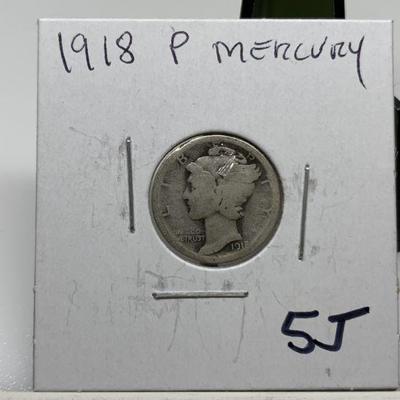 1918 P MERCURY
LIBERTY
IN GOD
WE TRUST
1918
5J